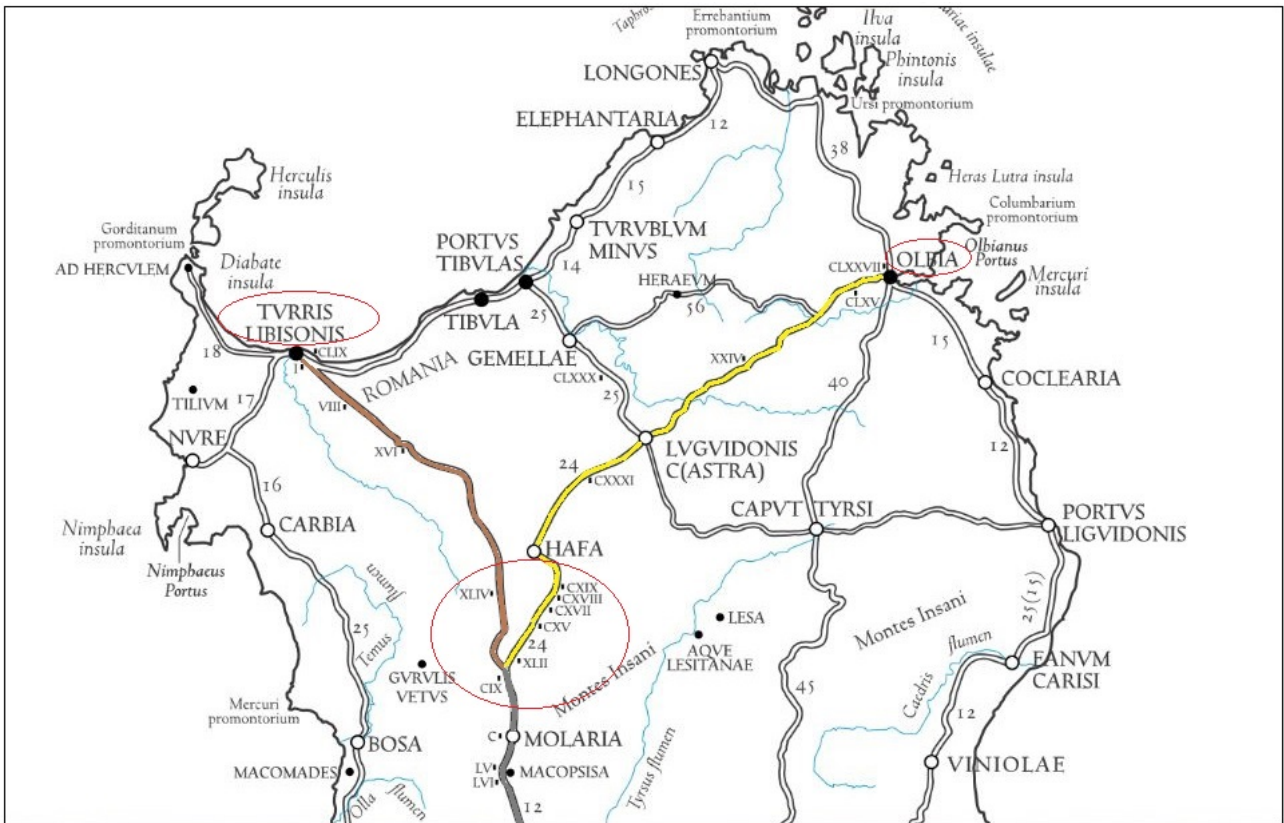 Taphros
Errebantium
promontorium
Ilva
insula
Phintonis
insula
Ursi promontorium
LONGONES
ELEPHANTARIA
12
38
15
Heras Lutra insula
Columbarium
promontorium
Herculis
insula
Gorditanum
promontorium
AD HERCVLEM
Diabate
insula
TVRVBLVM
MINVS
PORTVS
TIBVLAS
14
HERAEVM
56
CLXXVII
OLBIA
Olbianus
Portus
CLXV
Mercuri
insula
TVRRIS
LIBISONIS
TIBVLA
25
GEMELLAE
18
CLIX
I
ROMANIA
XXIV
15
CLXXX
25
40
COCLEARIA
TILIVM
17
VIII
NVRE
XVI
LVGVIDONIS
C(ASTRA)
24
CXXXI
12
16
CARBIA
CAPVT TYRSI
PORTVS
LIGVIDONIS
Nimphaea
insula
Nimphaeus
Portus
HAFA
flumen
Temus
25
XLIV
CXIX
CXVIII
CXVII
CXV
24
XLII
CIX
LESA
AQVE
LESITANAE
Montes Insani
Montes Insani
25(15)
flumen
Caedris
FANVM
CARISI
GVRVLIS
VETVS
Mercuri
promontorium
45
12
BOSA
C
MOLARIA
Tyrsus flumen
VINIOLAE
MACOMADES
LV
LVI
MACOPSISA
Olla
flumen
12